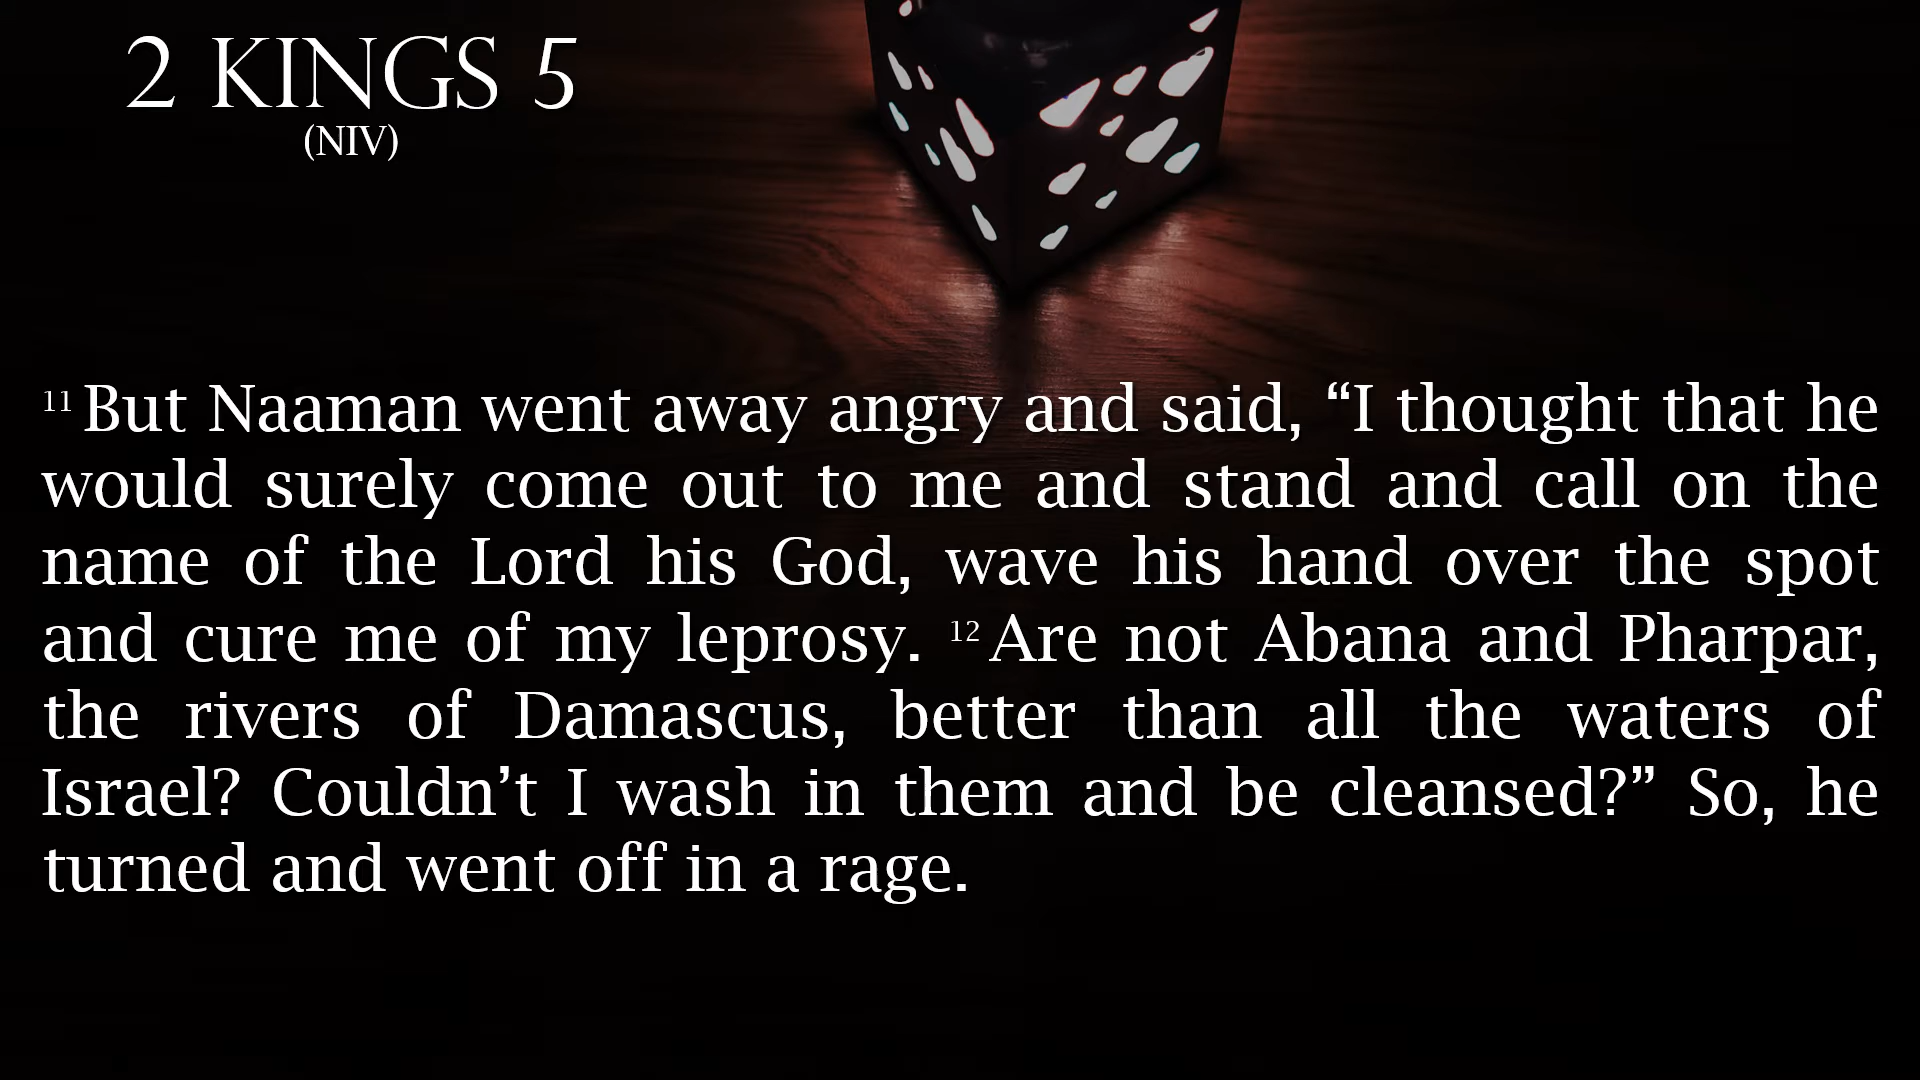 2 KINGS 5
(NIV)
11 But Naaman went away angry and said, “I thought that he
would surely come out to me and stand and call on the
name of the Lord his God, wave his hand over the spot
and cure me of my leprosy. 12 Are not Abana and Pharpar,
the rivers of Damascus, better than all the waters of
Israel? Couldn’t I wash in them and be cleansed?” So, he
turned and went off in a rage.